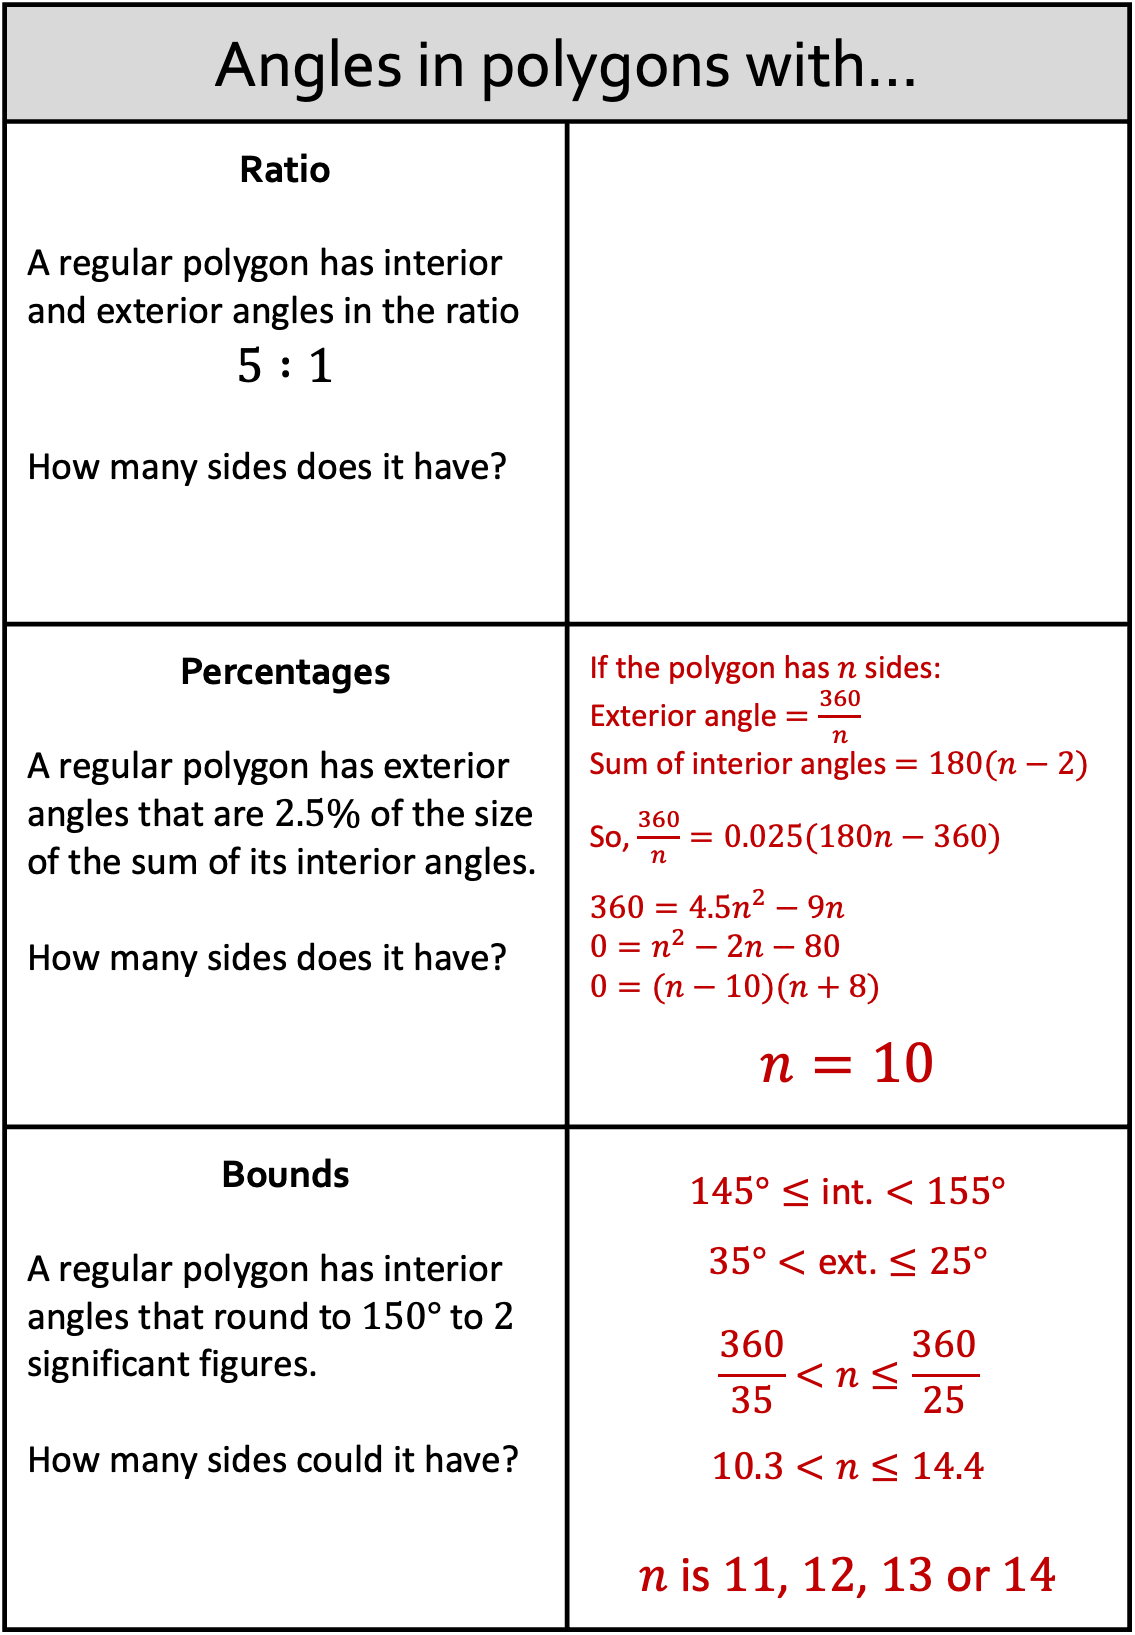 Angles in polygons with...
Ratio
A regular polygon has interior
and exterior angles in the ratio
5 : 1
How many sides does it have?
Percentages
A regular polygon has exterior
angles that are 2.5% of the size
of the sum of its interior angles.
How many sides does it have?
If the polygon has n sides:
Exterior angle = 360/n
Sum of interior angles = 180(n − 2)
So, 360/n = 0.025(180n − 360)
360 = 4.5n² − 9n
0 = n² − 2n − 80
0 = (n − 10)(n + 8)
n = 10
Bounds
A regular polygon has interior
angles that round to 150° to 2
significant figures.
How many sides could it have?
145° ≤ int. < 155°
35° < ext. ≤ 25°
360/35 < n ≤ 360/25
10.3 < n ≤ 14.4
n is 11, 12, 13 or 14